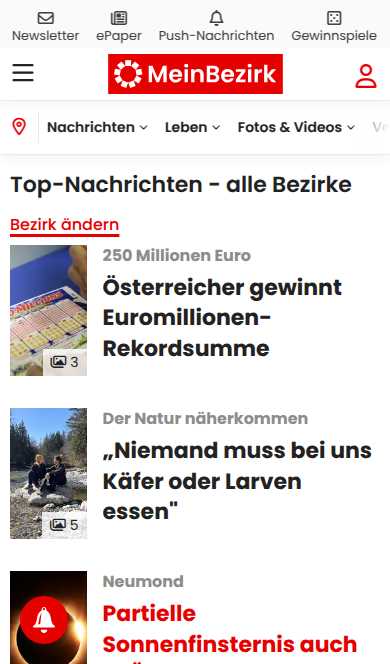 Newsletter ePaper Push-Nachrichten Gewinnspiele
MeinBezirk
Nachrichten Leben Fotos & Videos
Top-Nachrichten - alle Bezirke
Bezirk ändern
250 Millionen Euro
Österreicher gewinnt
Euromillionen-
Rekordsumme
3
Der Natur näherkommen
„Niemand muss bei uns
Käfer oder Larven
essen"
5
Neumond
Partielle
Sonnenfinsternis auch